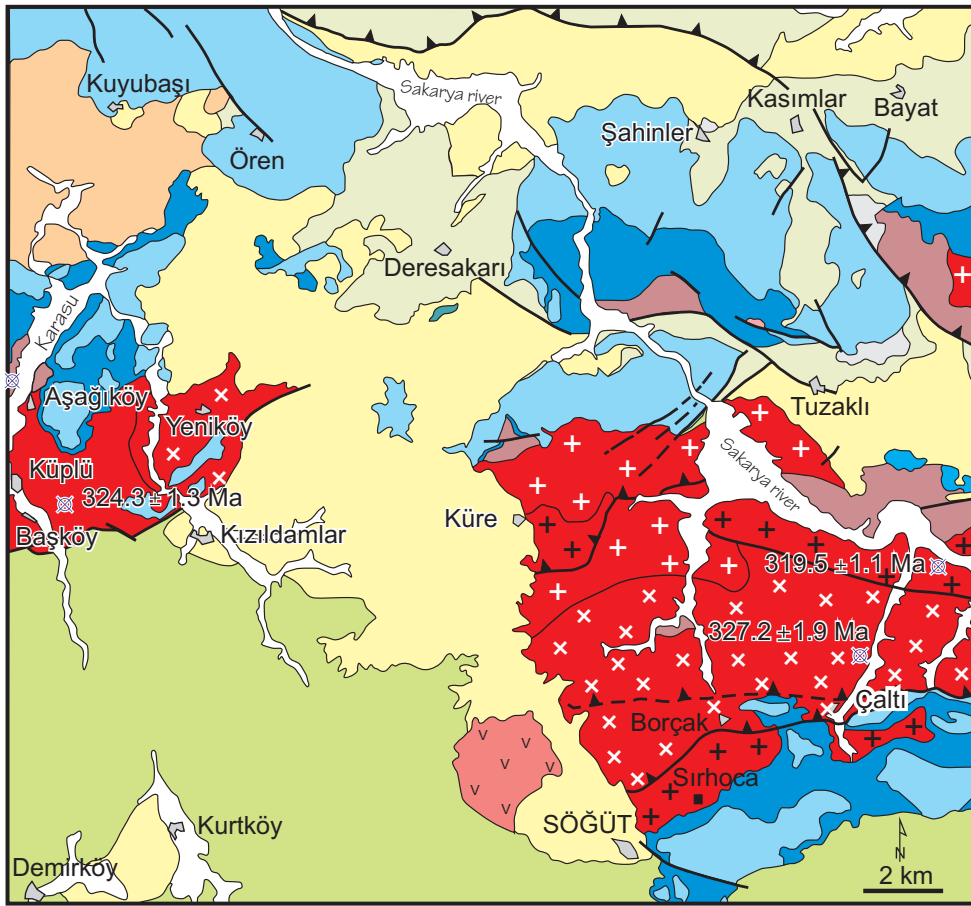 Kuyubaşı
Sakarya river
Kasımlar
Bayat
Şahinler
Ören
Deresakarı
Karasu
Aşağıköy
Yeniköy
Tuzaklı
Küplü
324.3±1.3 Ma
Sakarya river
Başköy
Kızıldamlar
Küre
319.5±1.1 Ma
327.2±1.9 Ma
Çaltı
Borçak
V
V
V
V
V
Sırhoca
SÖĞÜT
Kurtköy
Demirköy
N
2 km